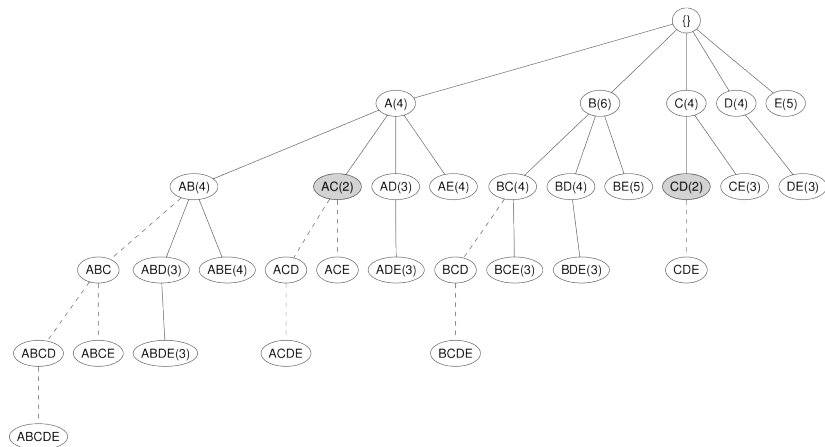 {}
A(4) B(6) C(4) D(4) E(5)
AB(4) AC(2) AD(3) AE(4) BC(4) BD(4) BE(5) CD(2) CE(3) DE(3)
ABC ABD(3) ABE(4) ACD ACE ADE(3) BCD BCE(3) BDE(3) CDE
ABCD ABCE ABDE(3) ACDE BCDE
ABCDE